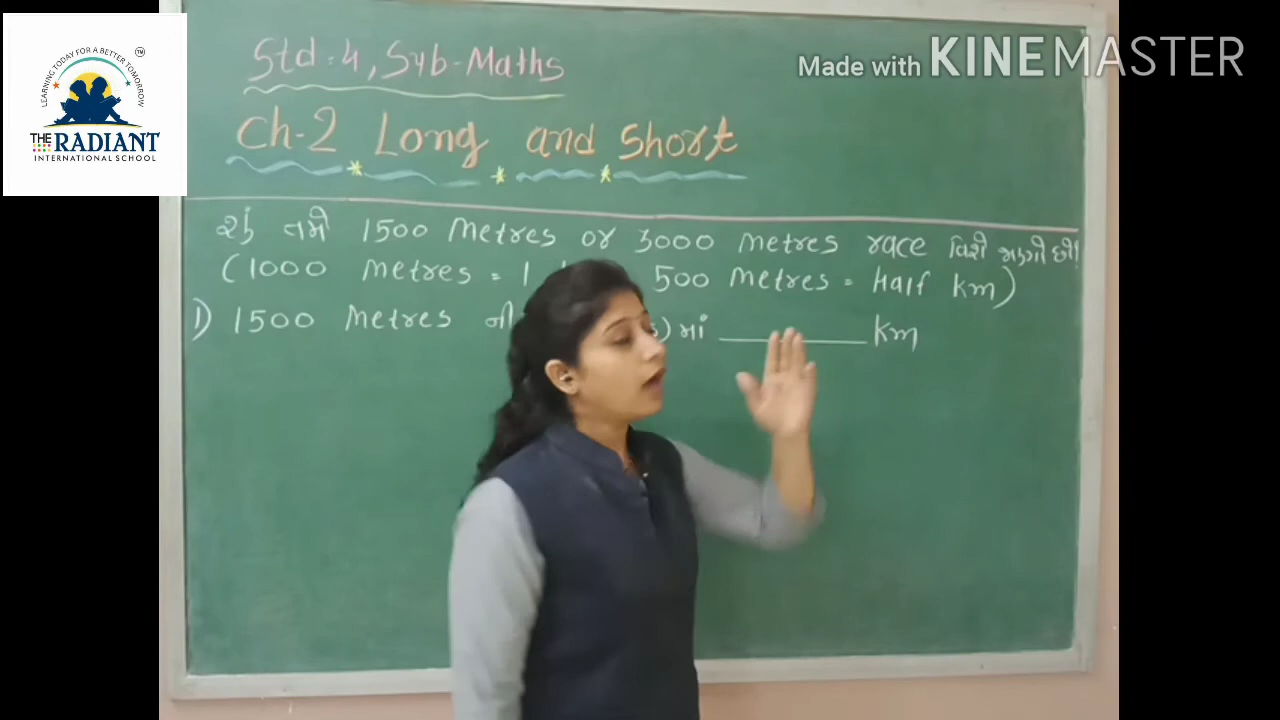 LEARNING TODAY FOR A BETTER TOMORROW
TM
THE RADIANT
INTERNATIONAL SCHOOL
Made with KINEMASTER
Std : 4, Sub-Maths
Ch-2 Long and Short
શું તમે 1500 Metres or 3000 Metres race વિશે જાણો છો!
(1000 Metres = 1 500 Metres = Half km)
1) 1500 Metres ની માં ______ km